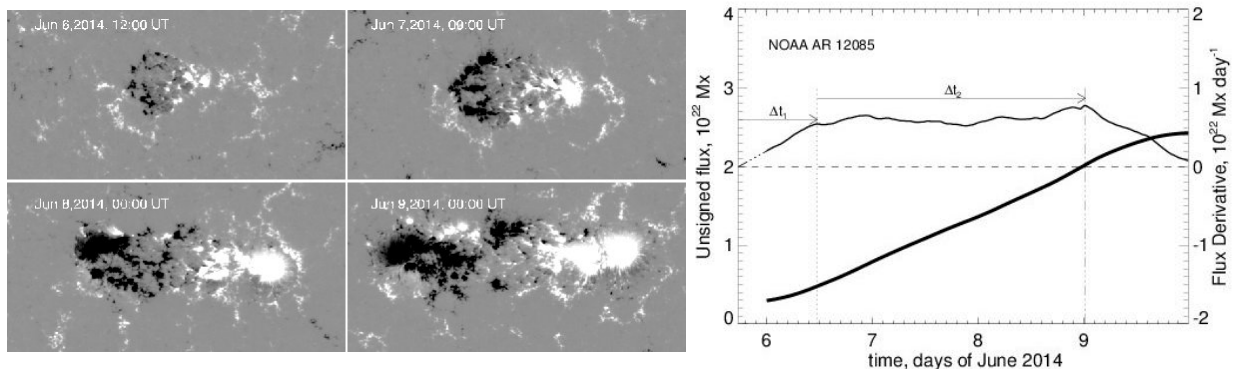 Jun 6,2014, 12:00 UT
Jun 7,2014, 00:00 UT
Jun 8,2014, 00:00 UT
Jun 9,2014, 00:00 UT
NOAA AR 12085
Δt₁
Δt₂
Unsigned flux, 10²² Mx
4
3
2
1
0
Flux Derivative, 10²² Mx day⁻¹
2
1
0
-1
-2
6 7 8 9
time, days of June 2014